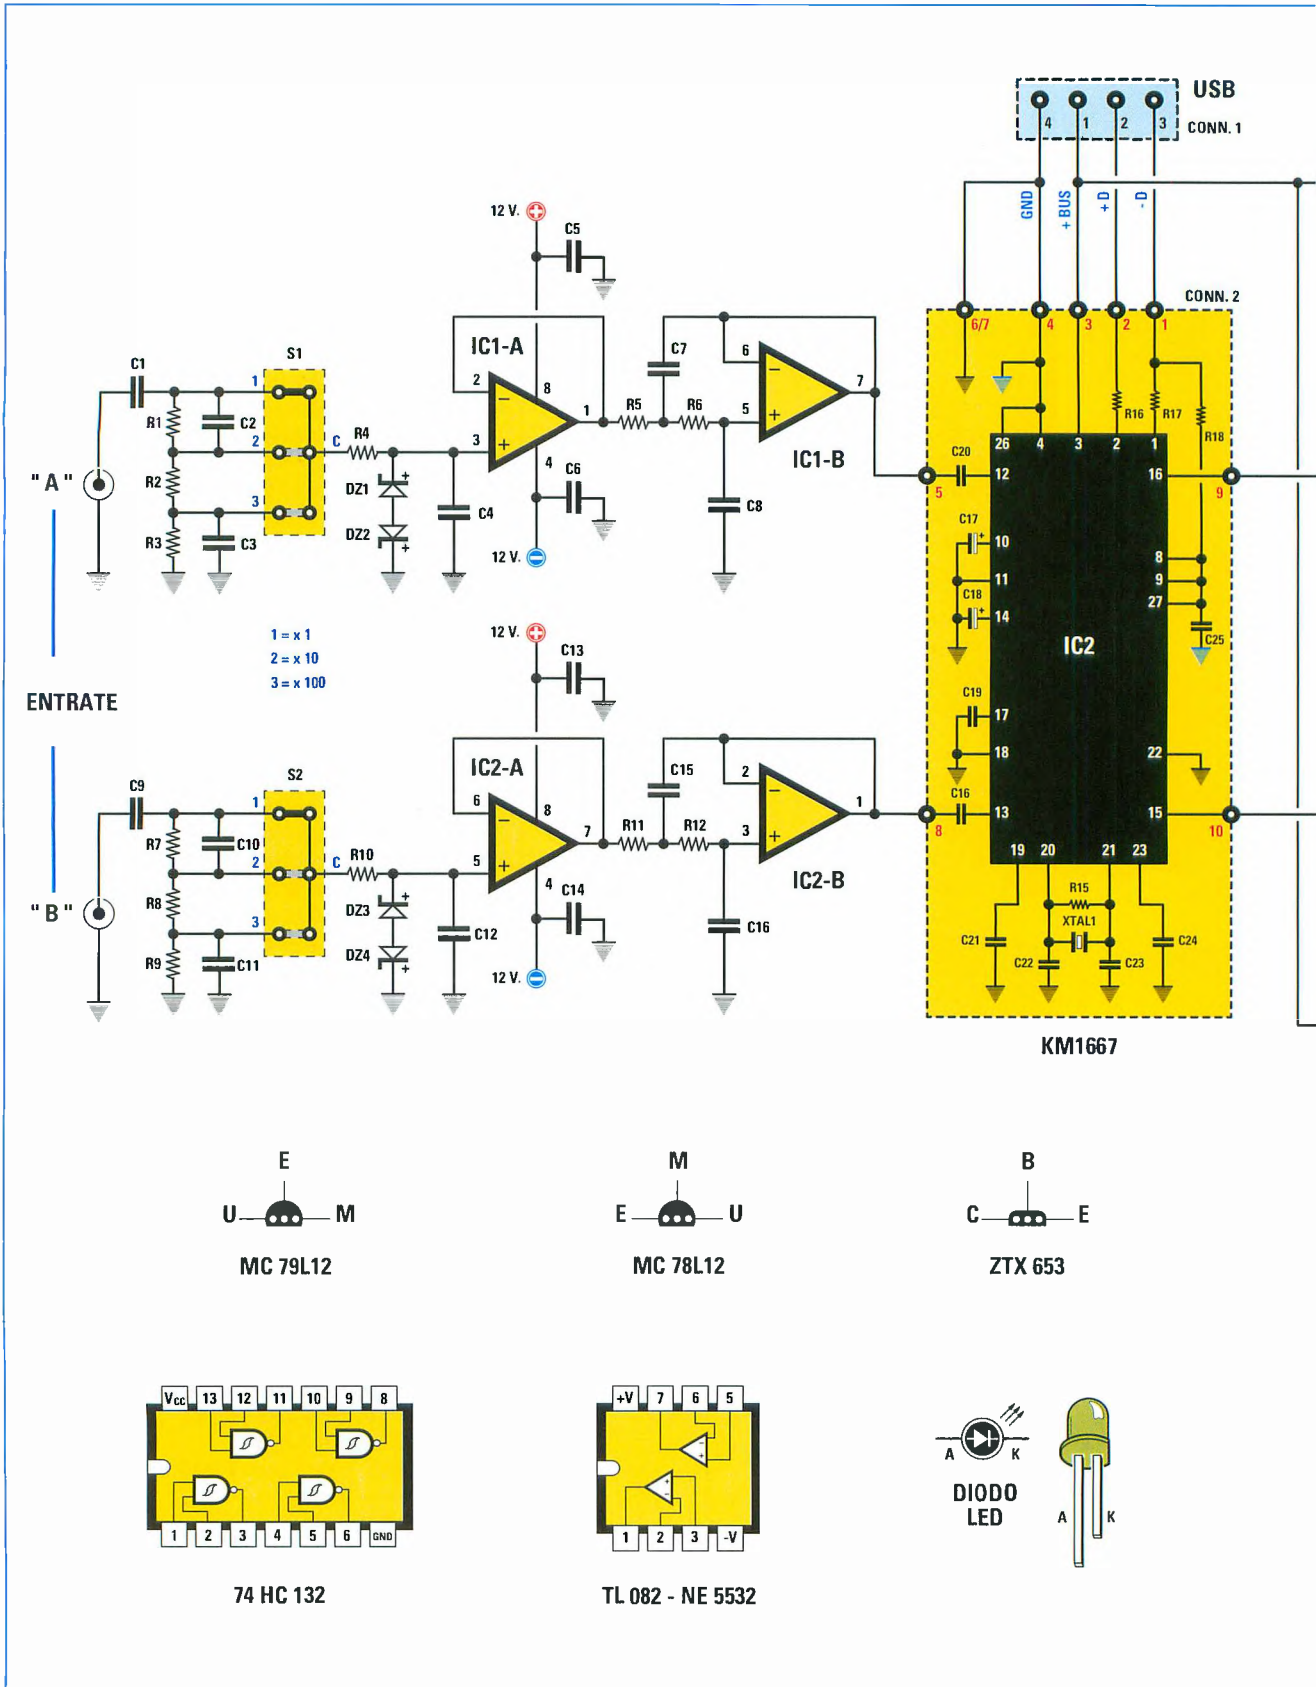 USB
4 1 2 3
CONN. 1
GND
+ BUS
+ D
- D
CONN. 2
6/7 4 3 2 1
12 V.
C5
IC1-A
2
3
8
1
4
C6
12 V.
C7
R5
R6
6
5
7
IC1-B
C8
C1
S1
1
R1
C2
2
C
R4
"A"
R2
DZ1
3
R3
C3
DZ2
C4
R16
R17
R18
26 4 3 2 1
C20
5
12
16
9
C17
+
10
11
C18
+
14
8
9
27
C25
IC2
C19
17
18
22
C16
8
13
15
10
19 20 21 23
R15
XTAL1
C21
C22
C23
C24
KM1667
1 = x 1
2 = x 10
3 = x 100
ENTRATE
12 V.
C13
IC2-A
6
5
8
7
4
C14
12 V.
C15
R11
R12
2
3
1
IC2-B
C16
C9
S2
1
R7
C10
2
C
R10
"B"
R8
DZ3
3
R9
C11
DZ4
C12
E
U M
MC 79L12
M
E U
MC 78L12
B
C E
ZTX 653
Vcc 13 12 11 10 9 8
1 2 3 4 5 6 GND
74 HC 132
+V 7 6 5
1 2 3 -V
TL 082 - NE 5532
A K
DIODO
LED
A K